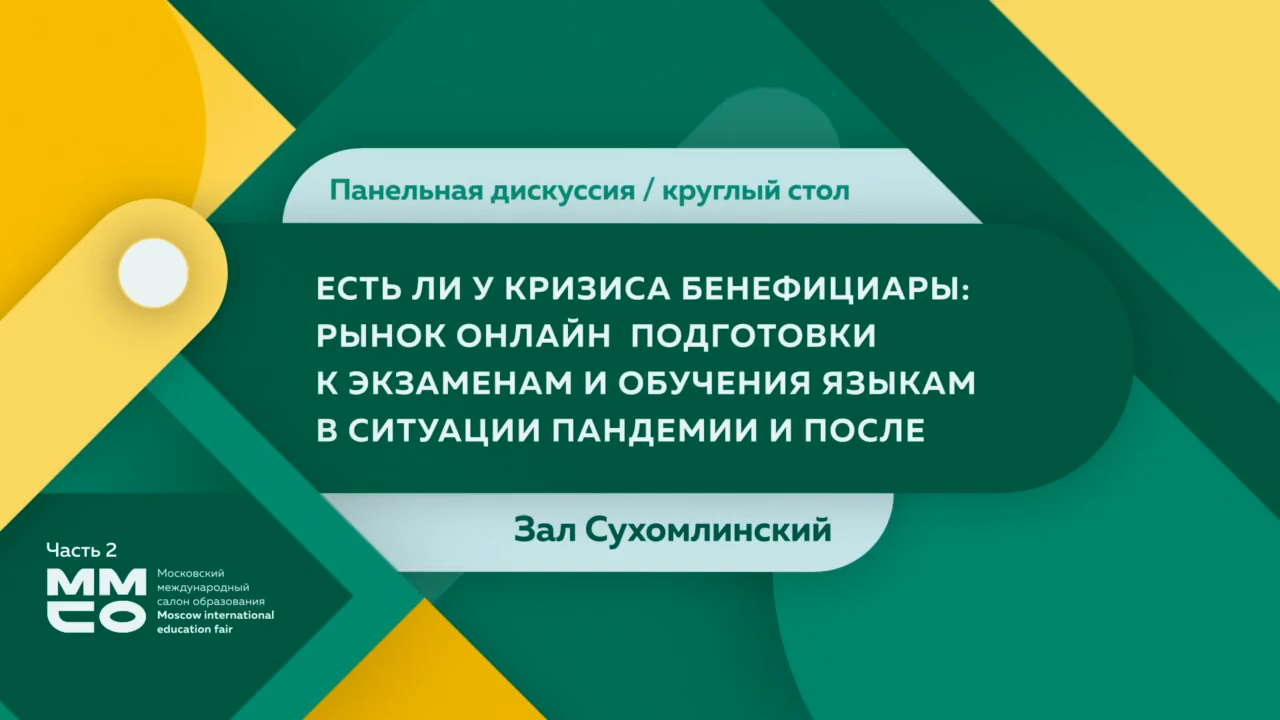 Панельная дискуссия / круглый стол
ЕСТЬ ЛИ У КРИЗИСА БЕНЕФИЦИАРЫ:
РЫНОК ОНЛАЙН  ПОДГОТОВКИ
К ЭКЗАМЕНАМ И ОБУЧЕНИЯ ЯЗЫКАМ
В СИТУАЦИИ ПАНДЕМИИ И ПОСЛЕ
Зал Сухомлинский
Часть 2
ММ
СО
Московский
международный
салон образования
Moscow international
education fair